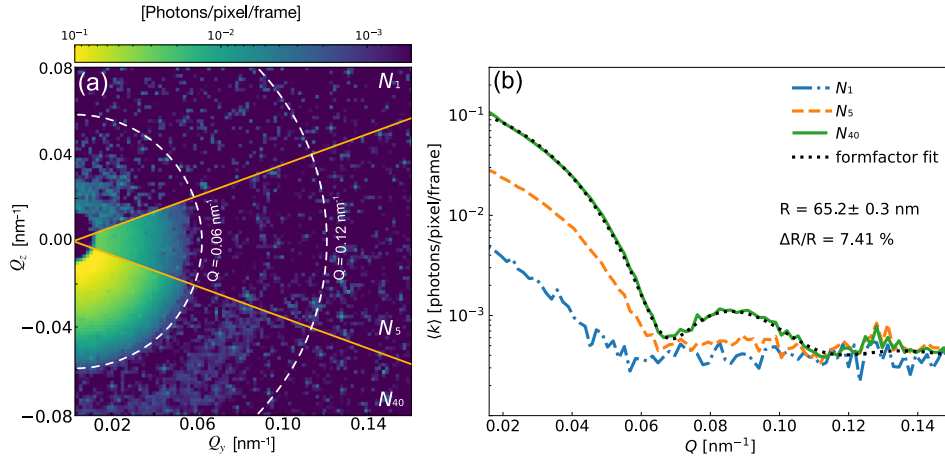 [Photons/pixel/frame]
10⁻¹ 10⁻² 10⁻³
(a)
N₁
N₅
N₄₀
Q = 0.06 nm⁻¹
Q = 0.12 nm⁻¹
0.08
0.04
0.00
−0.04
−0.08
Q_z [nm⁻¹]
0.02 0.06 0.10 0.14
Q_y [nm⁻¹]
(b)
N₁
N₅
N₄₀
formfactor fit
R = 65.2± 0.3 nm
ΔR/R = 7.41 %
10⁻¹
10⁻²
10⁻³
⟨k⟩ [photons/pixel/frame]
0.02 0.04 0.06 0.08 0.10 0.12 0.14
Q [nm⁻¹]